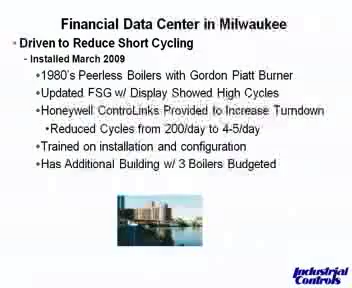 Financial Data Center in Milwaukee
• Driven to Reduce Short Cycling
- Installed March 2009
•1980's Peerless Boilers with Gordon Piatt Burner
•Updated FSG w/ Display Showed High Cycles
•Honeywell ControLinks Provided to Increase Turndown
•Reduced Cycles from 200/day to 4-5/day
•Trained on installation and configuration
•Has Additional Building w/ 3 Boilers Budgeted
Industrial
Controls